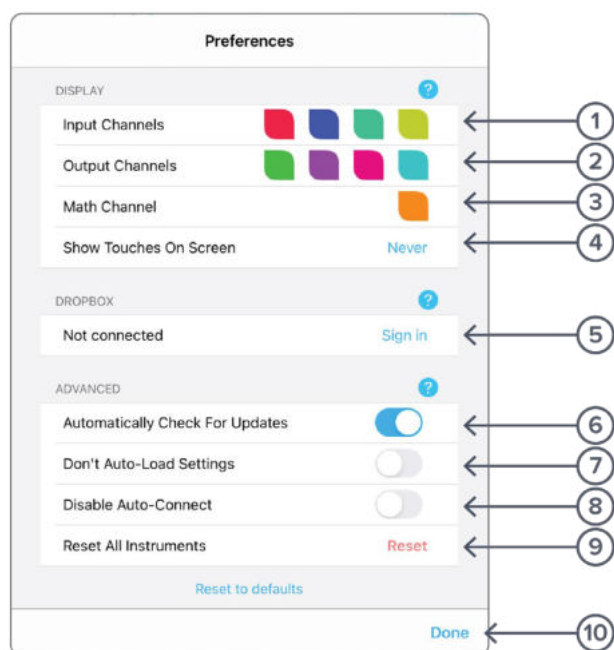 Preferences
DISPLAY ?
Input Channels 1
Output Channels 2
Math Channel 3
Show Touches On Screen Never 4
DROPBOX ?
Not connected Sign in 5
ADVANCED ?
Automatically Check For Updates 6
Don't Auto-Load Settings 7
Disable Auto-Connect 8
Reset All Instruments Reset 9
Reset to defaults
Done 10